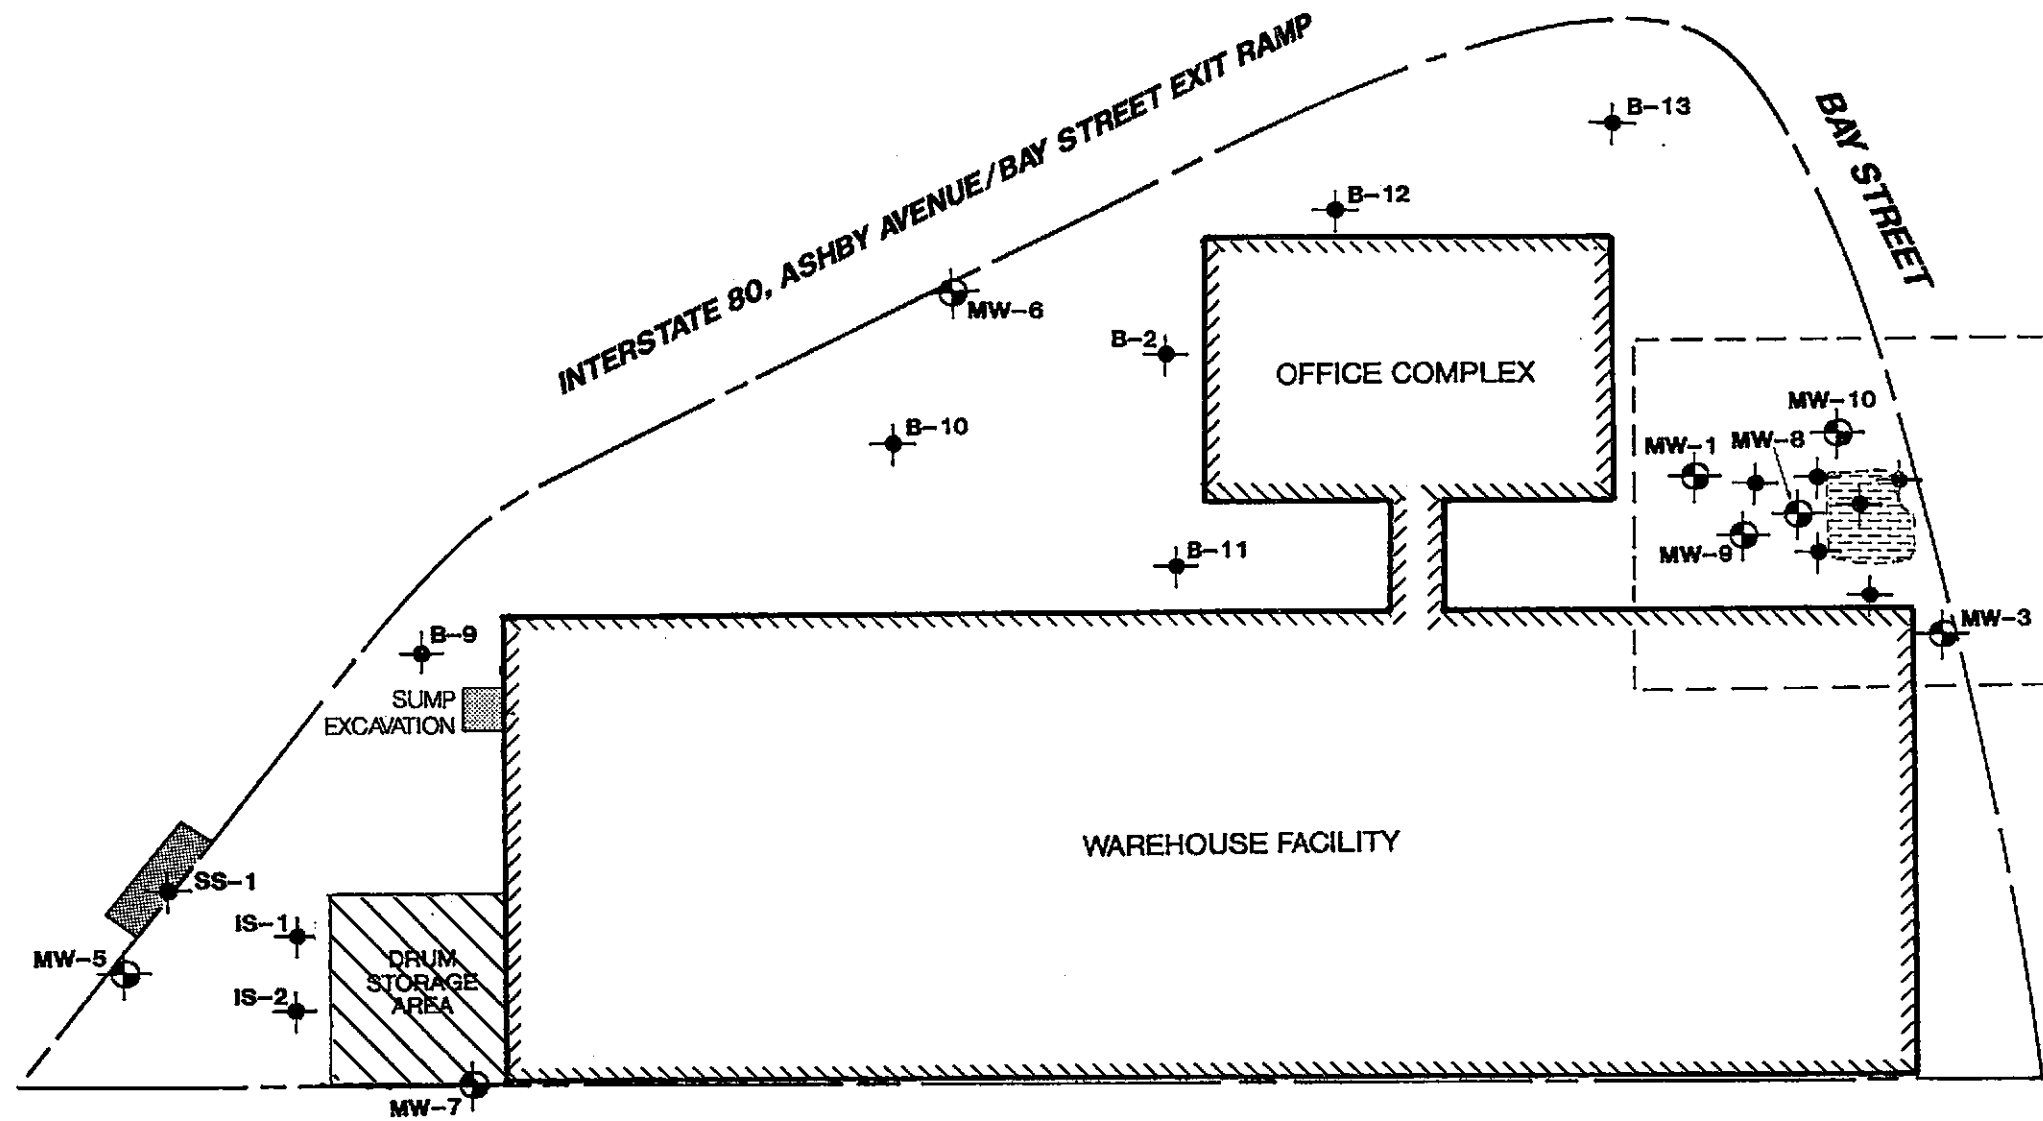 INTERSTATE 80, ASHBY AVENUE/BAY STREET EXIT RAMP
BAY STREET
B-13
B-12
MW-6
B-2
OFFICE COMPLEX
MW-10
B-10
MW-1
MW-8
B-11
MW-9
MW-3
B-9
SUMP
EXCAVATION
WAREHOUSE FACILITY
SS-1
IS-1
MW-5
DRUM
STORAGE
AREA
IS-2
MW-7